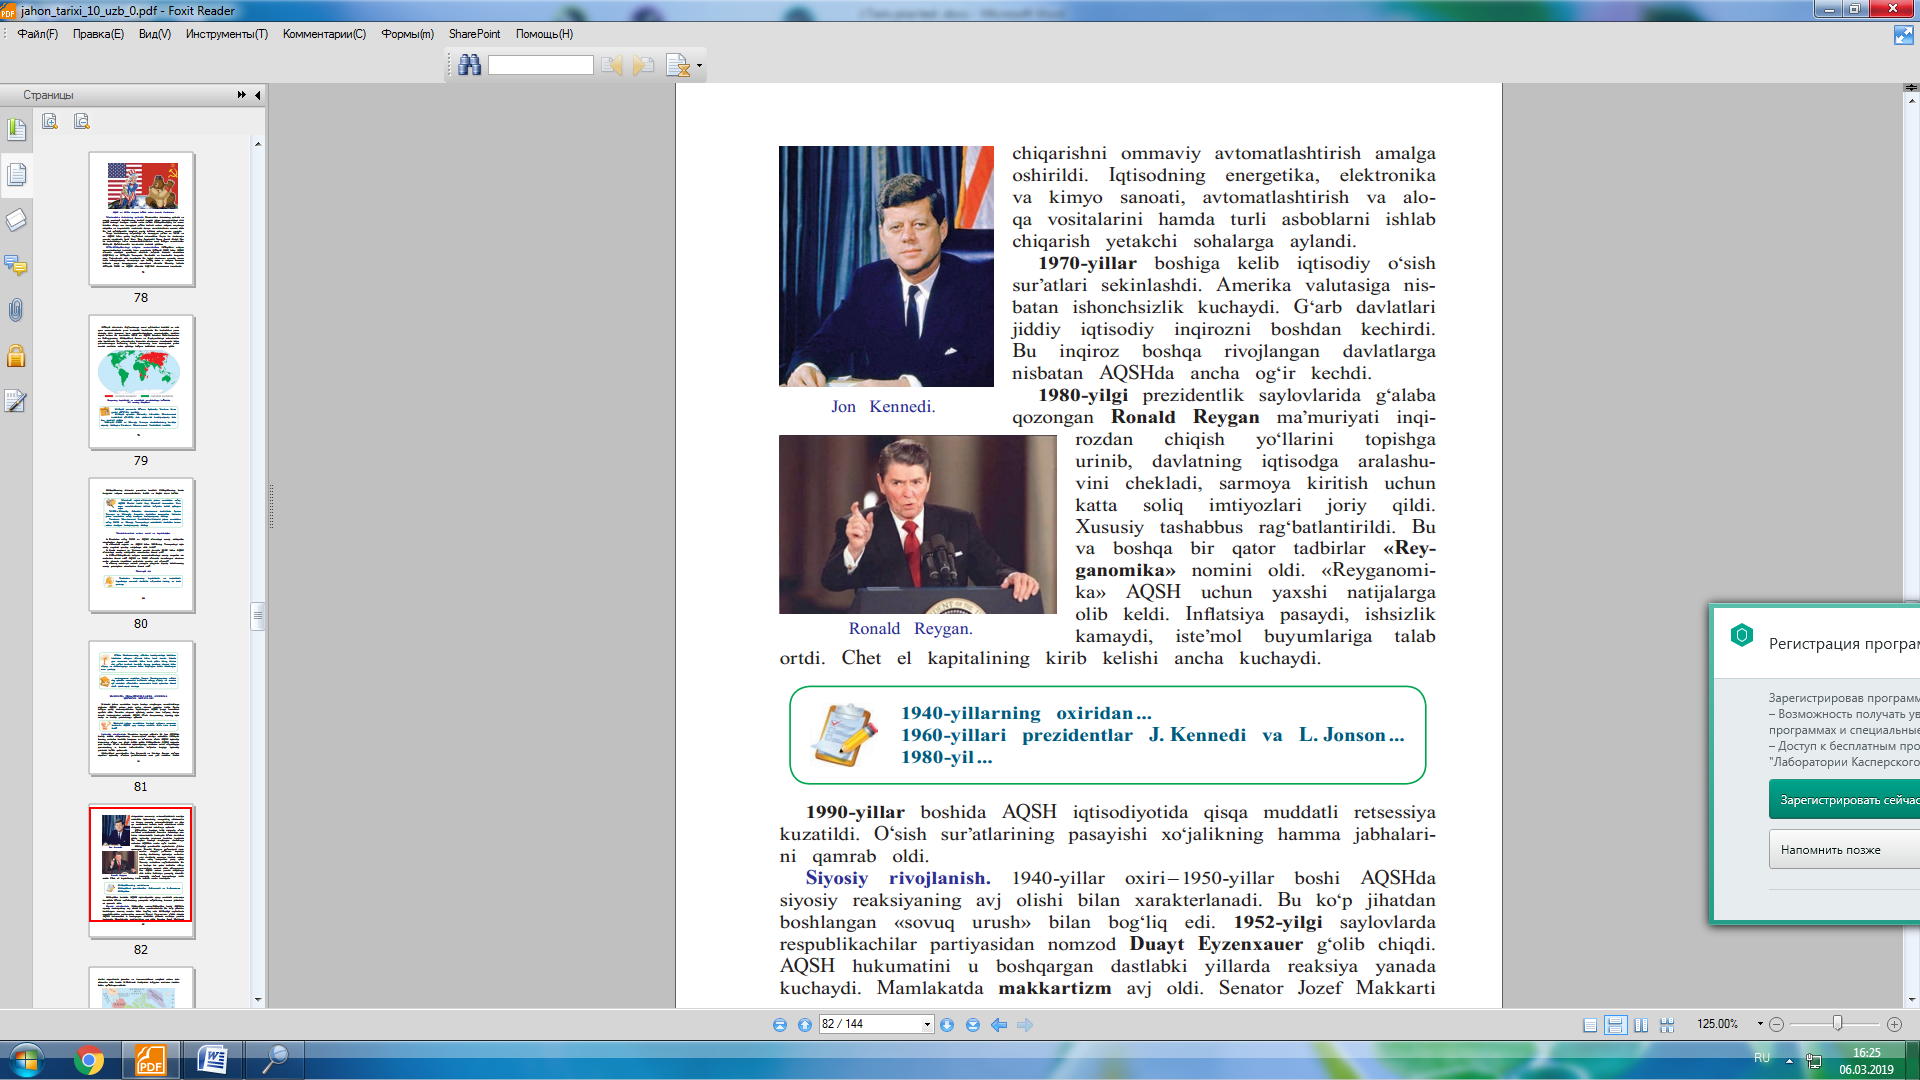 jahon_tarixi_10_uzb_0.pdf - Foxit Reader
Файл(F) Правка(E) Вид(V) Инструменты(T) Комментарии(C) Формы(m) SharePoint Помощь(H)
Страницы
78
79
80
81
82
chiqarishni ommaviy avtomatlashtirish amalga
oshirildi. Iqtisodning energetika, elektronika
va kimyo sanoati, avtomatlashtirish va alo-
qa vositalarini hamda turli asboblarni ishlab
chiqarish yetakchi sohalarga aylandi.
1970-yillar boshiga kelib iqtisodiy o‘sish
sur’atlari sekinlashdi. Amerika valutasiga nis-
batan ishonchsizlik kuchaydi. G‘arb davlatlari
jiddiy iqtisodiy inqirozni boshdan kechirdi.
Bu inqiroz boshqa rivojlangan davlatlarga
nisbatan AQSHda ancha og‘ir kechdi.
Jon Kennedi.
1980-yilgi prezidentlik saylovlarida g‘alaba
qozongan Ronald Reygan ma’muriyati inqi-
rozdan chiqish yo‘llarini topishga
urinib, davlatning iqtisodga aralashu-
vini chekladi, sarmoya kiritish uchun
katta soliq imtiyozlari joriy qildi.
Xususiy tashabbus rag‘batlantirildi. Bu
va boshqa bir qator tadbirlar «Rey-
ganomika» nomini oldi. «Reyganomi-
ka» AQSH uchun yaxshi natijalarga
olib keldi. Inflatsiya pasaydi, ishsizlik
kamaydi, iste’mol buyumlariga talab
Ronald Reygan.
ortdi. Chet el kapitalining kirib kelishi ancha kuchaydi.
1940-yillarning oxiridan...
1960-yillari prezidentlar J. Kennedi va L. Jonson...
1980-yil...
1990-yillar boshida AQSH iqtisodiyotida qisqa muddatli retsessiya
kuzatildi. O‘sish sur’atlarining pasayishi xo‘jalikning hamma jabhalari-
ni qamrab oldi.
Siyosiy rivojlanish. 1940-yillar oxiri–1950-yillar boshi AQSHda
siyosiy reaksiyaning avj olishi bilan xarakterlanadi. Bu ko‘p jihatdan
boshlangan «sovuq urush» bilan bog‘liq edi. 1952-yilgi saylovlarda
respublikachilar partiyasidan nomzod Duayt Eyzenxauer g‘olib chiqdi.
AQSH hukumatini u boshqargan dastlabki yillarda reaksiya yanada
kuchaydi. Mamlakatda makkartizm avj oldi. Senator Jozef Makkarti
Регистрация програм
Зарегистрировав программ
– Возможность получать ув
программах и специальные
– Доступ к бесплатным про
"Лаборатории Касперского
Зарегистрировать сейчас
Напомнить позже
82 / 144
125.00%
RU
16:25
06.03.2019